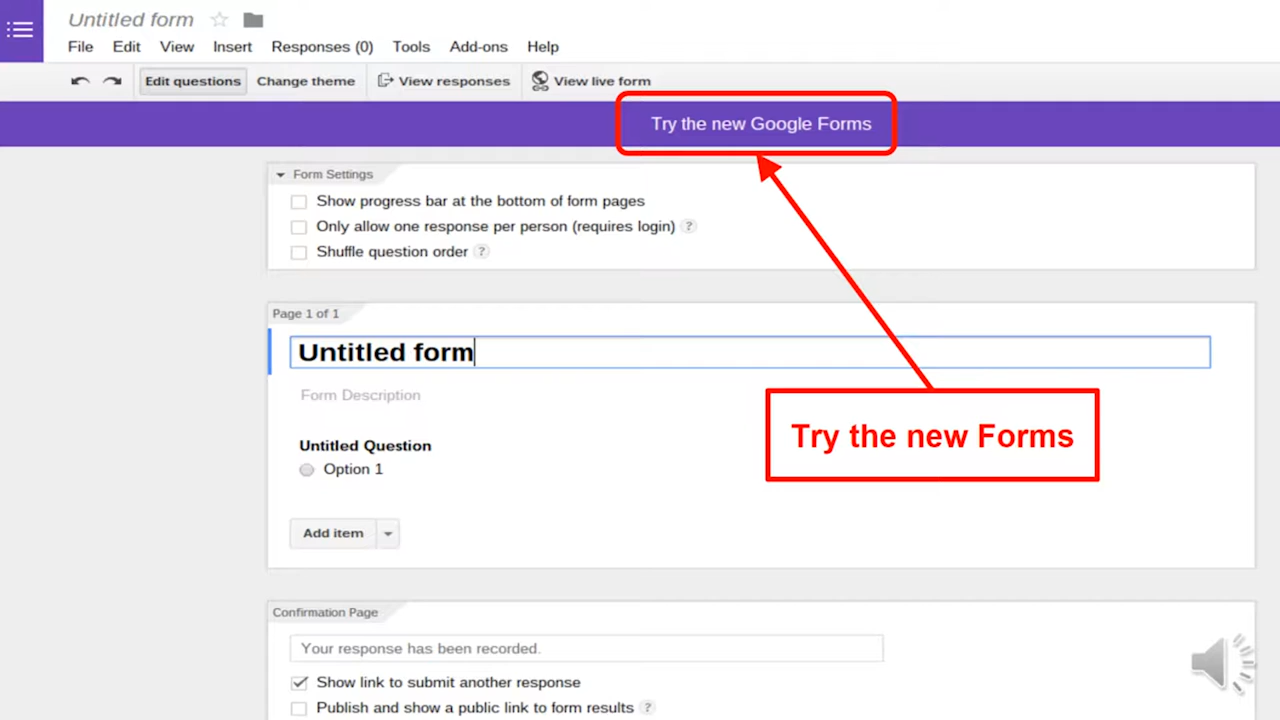 Untitled form
File Edit View Insert Responses (0) Tools Add-ons Help
Edit questions Change theme View responses View live form
Try the new Google Forms
Form Settings
Show progress bar at the bottom of form pages
Only allow one response per person (requires login) ?
Shuffle question order ?
Page 1 of 1
Untitled form
Form Description
Try the new Forms
Untitled Question
Option 1
Add item
Confirmation Page
Your response has been recorded.
Show link to submit another response
Publish and show a public link to form results ?